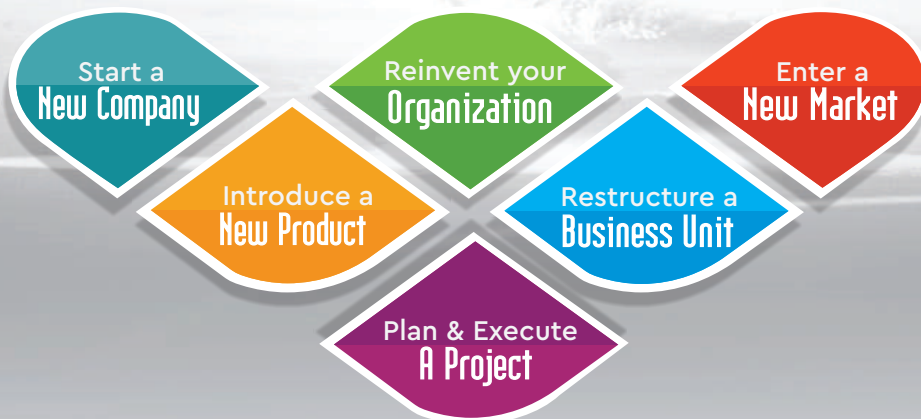 Start a
New Company
Reinvent your
Organization
Enter a
New Market
Introduce a
New Product
Restructure a
Business Unit
Plan & Execute
A Project